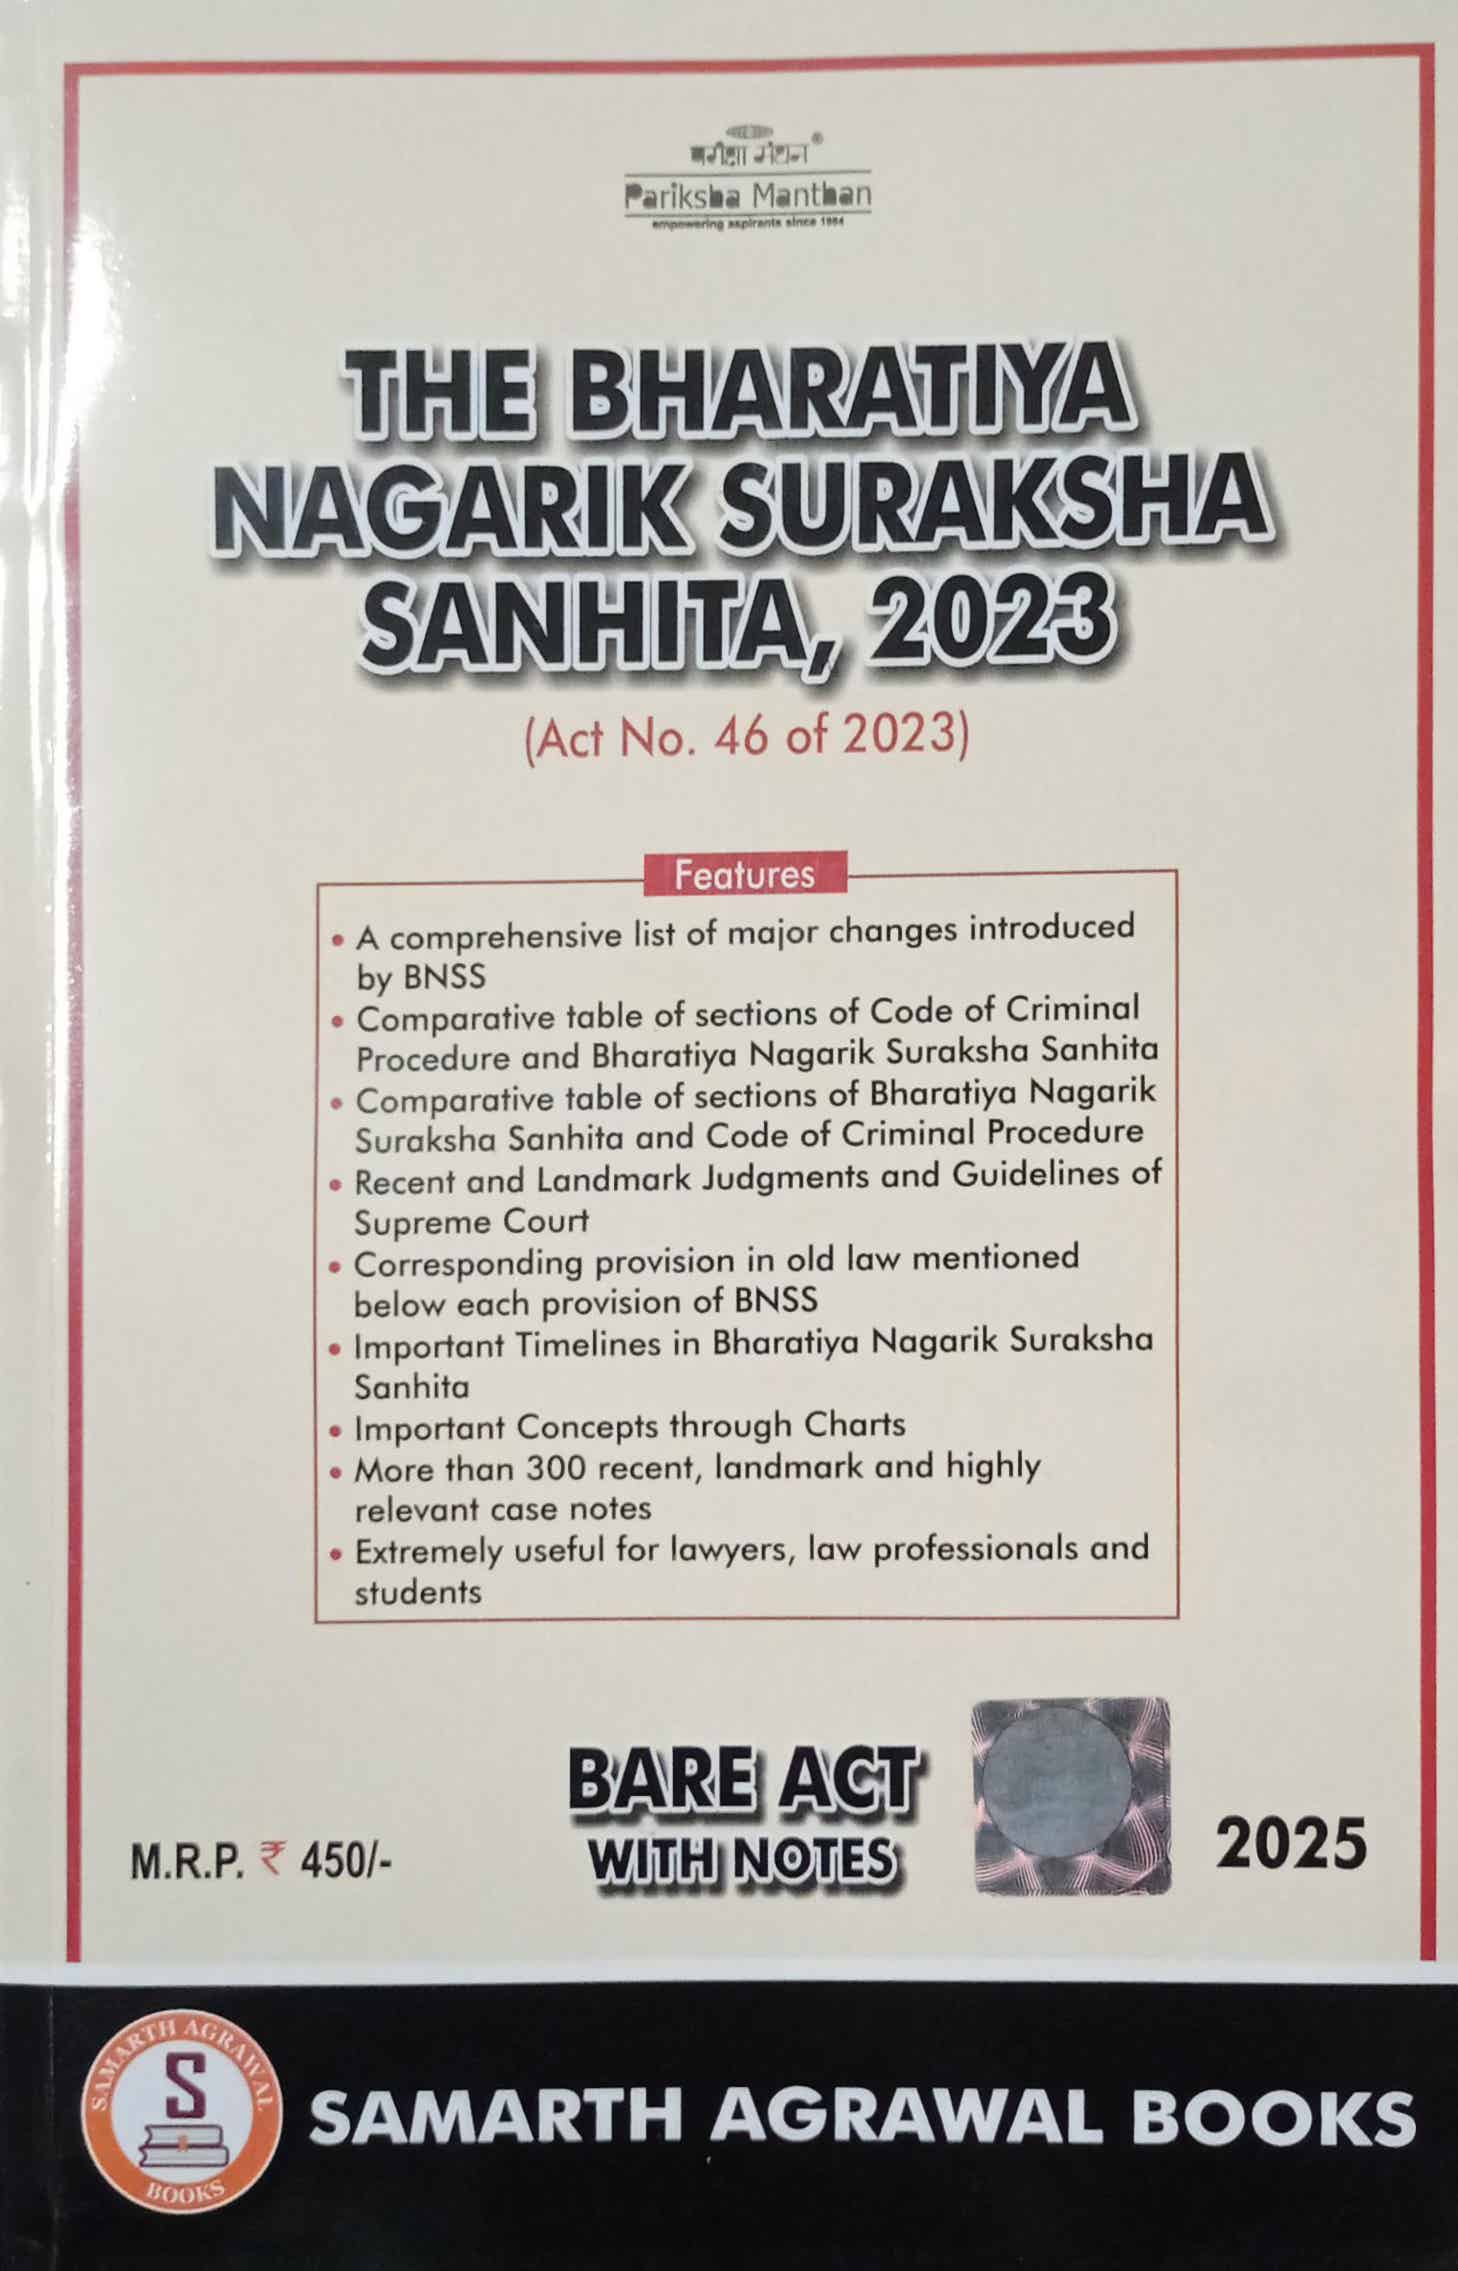 परीक्षा मंथन®
Pariksha Manthan
empowering aspirants since 1984
THE BHARATIYA
NAGARIK SURAKSHA
SANHITA, 2023
(Act No. 46 of 2023)
Features
• A comprehensive list of major changes introduced
by BNSS
• Comparative table of sections of Code of Criminal
Procedure and Bharatiya Nagarik Suraksha Sanhita
• Comparative table of sections of Bharatiya Nagarik
Suraksha Sanhita and Code of Criminal Procedure
• Recent and Landmark Judgments and Guidelines of
Supreme Court
• Corresponding provision in old law mentioned
below each provision of BNSS
• Important Timelines in Bharatiya Nagarik Suraksha
Sanhita
• Important Concepts through Charts
• More than 300 recent, landmark and highly
relevant case notes
• Extremely useful for lawyers, law professionals and
students
BARE ACT
WITH NOTES
M.R.P. ₹ 450/-
2025
SAMARTH AGRAWAL
S
BOOKS
SAMARTH AGRAWAL BOOKS